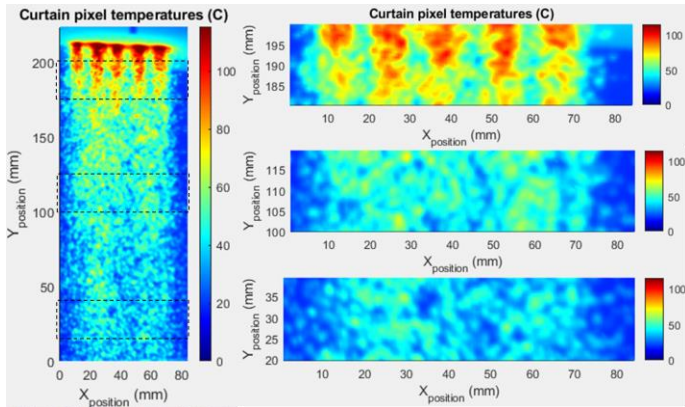 Curtain pixel temperatures (C)
200
150
100
50
0
0 20 40 60 80
Y position (mm)
X position (mm)
100
80
60
40
20
0
Curtain pixel temperatures (C)
195
190
185
10 20 30 40 50 60 70 80
Y position (mm)
X position (mm)
100
50
0
115
110
105
100
10 20 30 40 50 60 70 80
Y position (mm)
X position (mm)
100
50
0
35
30
25
20
10 20 30 40 50 60 70 80
Y position (mm)
X position (mm)
100
50
0